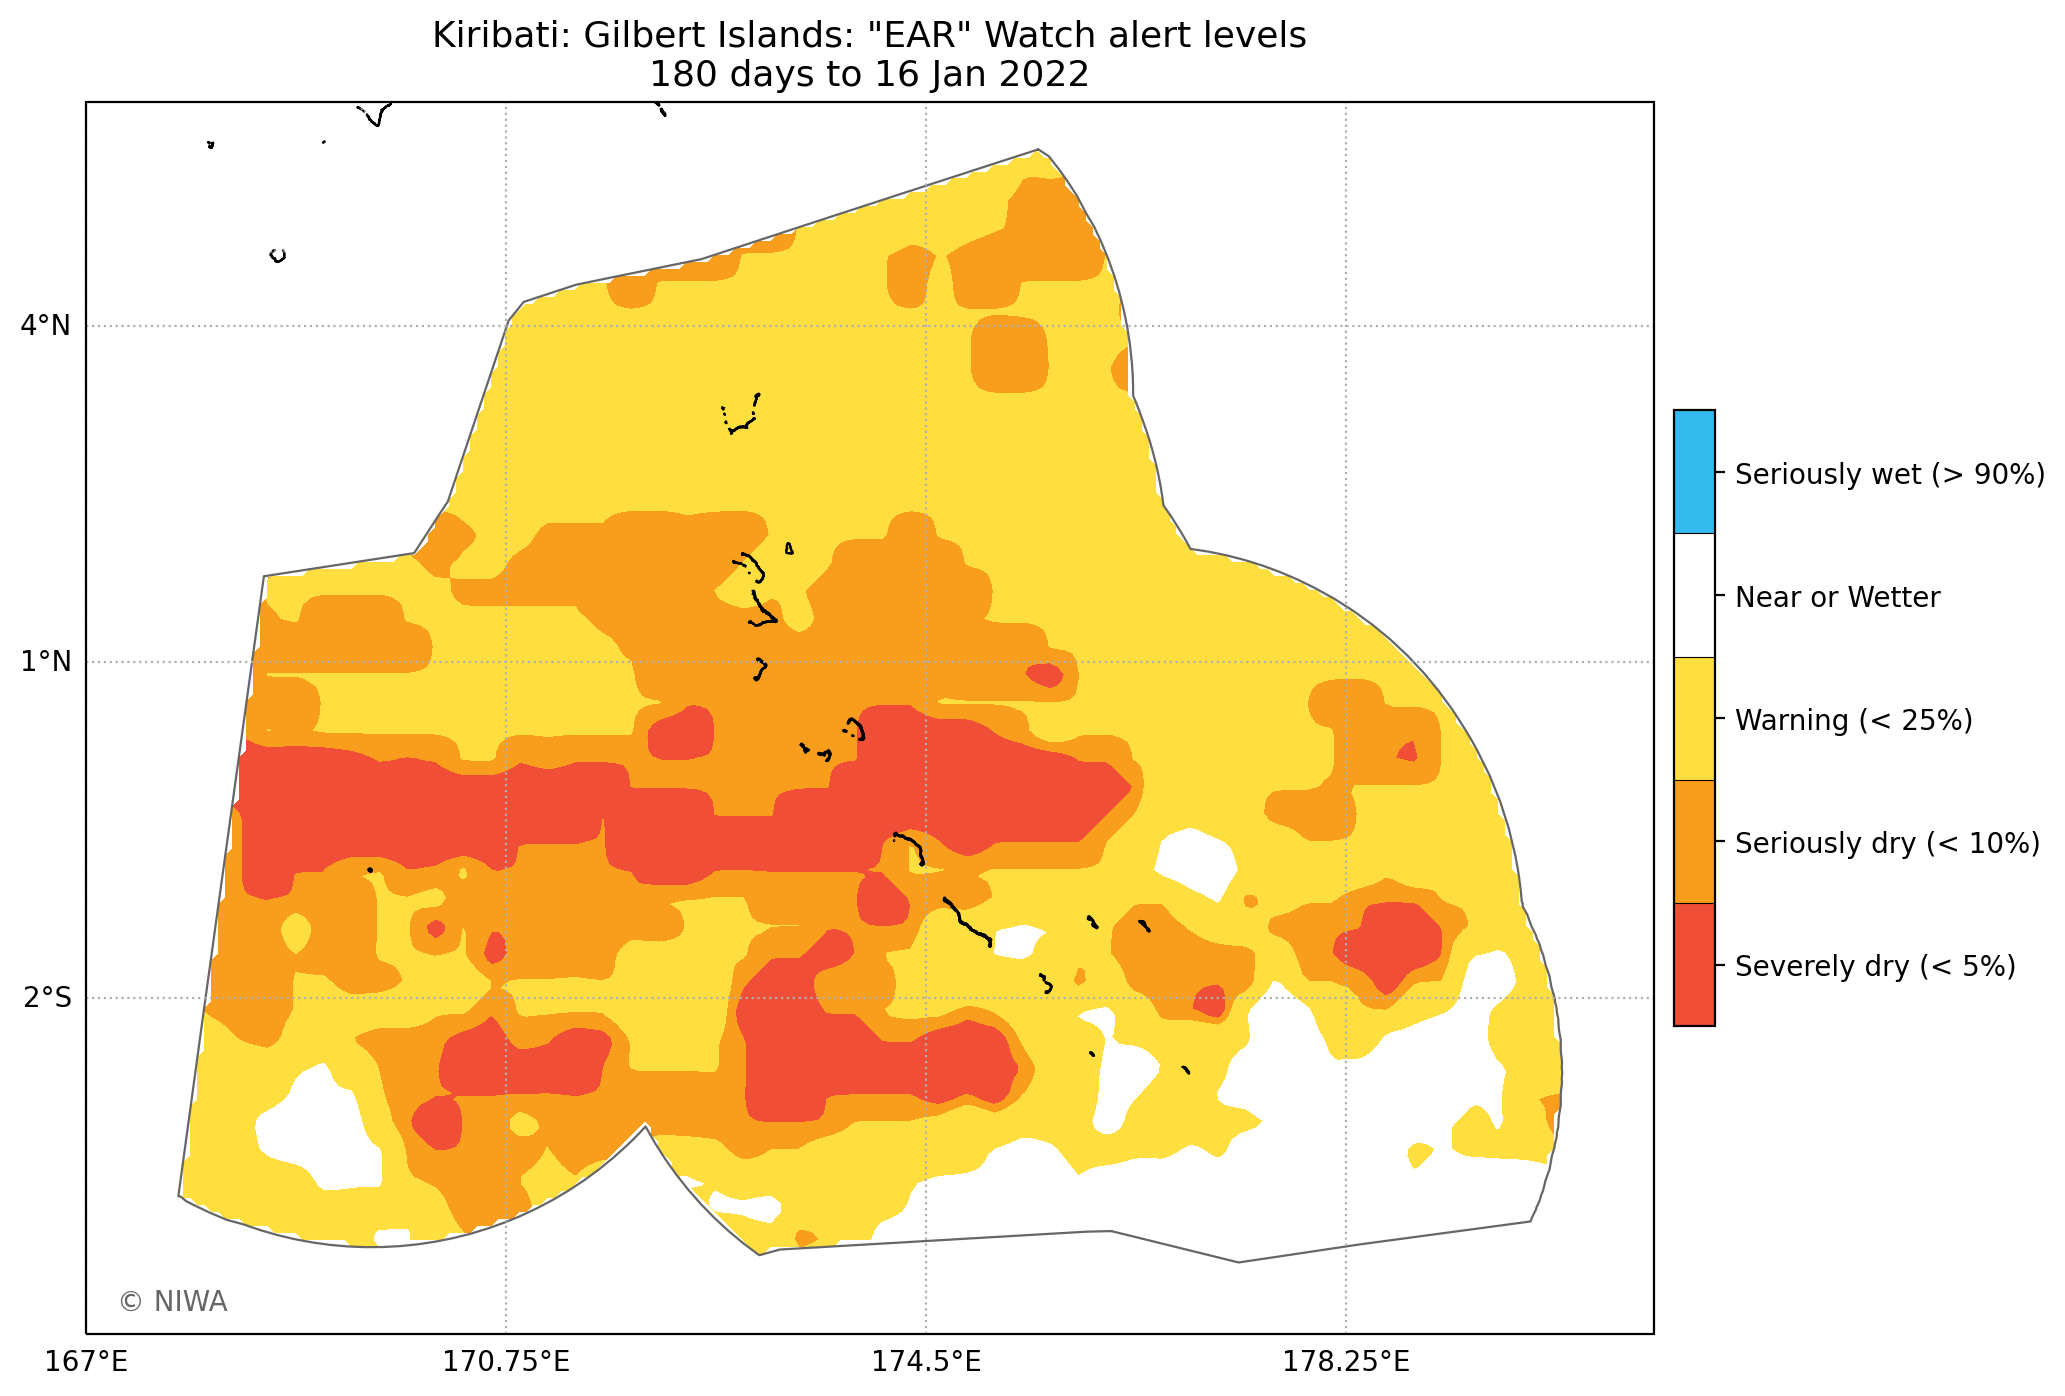 Kiribati: Gilbert Islands: "EAR" Watch alert levels
180 days to 16 Jan 2022
4°N
1°N
2°S
167°E
170.75°E
174.5°E
178.25°E
Seriously wet (> 90%)
Near or Wetter
Warning (< 25%)
Seriously dry (< 10%)
Severely dry (< 5%)
© NIWA